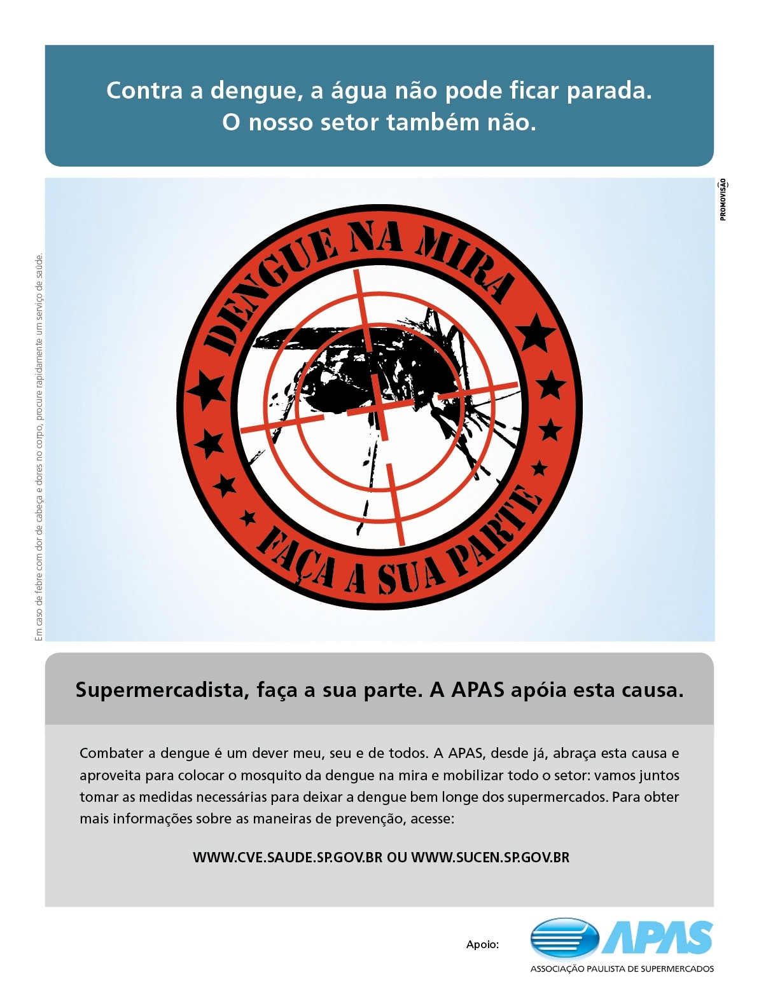 Contra a dengue, a água não pode ficar parada.
O nosso setor também não.
PROMOVISÃO
Em caso de febre com dor de cabeça e dores no corpo, procure rapidamente um serviço de saúde.
DENGUE NA MIRA
FAÇA A SUA PARTE
Supermercadista, faça a sua parte. A APAS apóia esta causa.
Combater a dengue é um dever meu, seu e de todos. A APAS, desde já, abraça esta causa e
aproveita para colocar o mosquito da dengue na mira e mobilizar todo o setor: vamos juntos
tomar as medidas necessárias para deixar a dengue bem longe dos supermercados. Para obter
mais informações sobre as maneiras de prevenção, acesse:
WWW.CVE.SAUDE.SP.GOV.BR OU WWW.SUCEN.SP.GOV.BR
Apoio:
APAS
ASSOCIAÇÃO PAULISTA DE SUPERMERCADOS